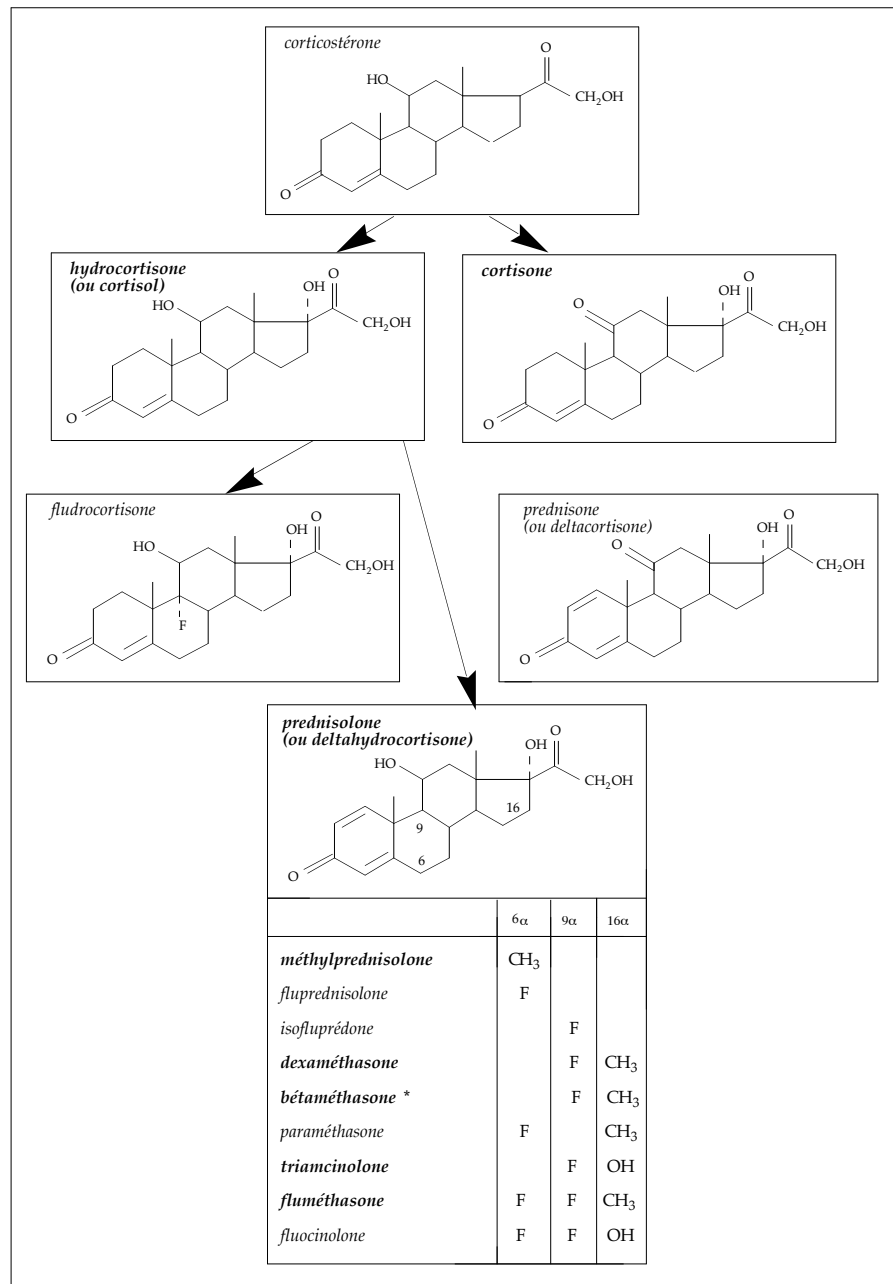 corticostérone
O
HO
CH2OH
O
hydrocortisone
(ou cortisol)
O
OH
HO
CH2OH
O
cortisone
O
OH
O
CH2OH
O
fludrocortisone
O
OH
HO
CH2OH
F
O
prednisone
(ou deltacortisone)
O
OH
O
CH2OH
O
prednisolone
(ou deltahydrocortisone)
O
OH
HO
CH2OH
16
9
6
O
6α 9α 16α
méthylprednisolone CH3
fluprednisolone F
isofluprédone F
dexaméthasone F CH3
bétaméthasone * F CH3
paraméthasone F CH3
triamcinolone F OH
fluméthasone F F CH3
fluocinolone F F OH